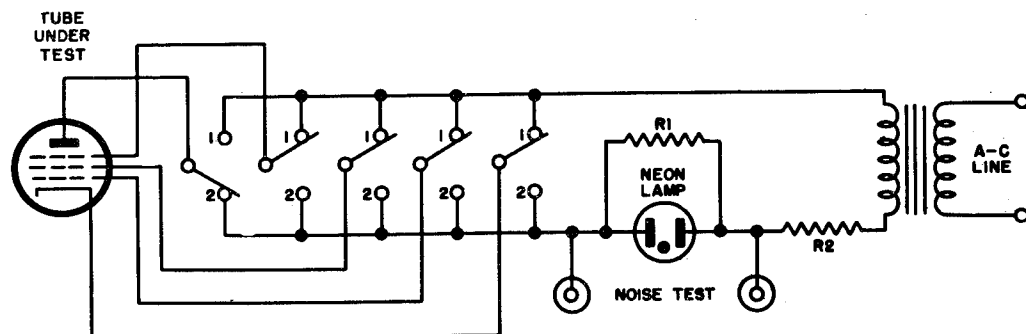 TUBE
UNDER
TEST
1
1
1
1
1
2
2
2
2
2
R1
NEON
LAMP
R2
NOISE TEST
A-C
LINE